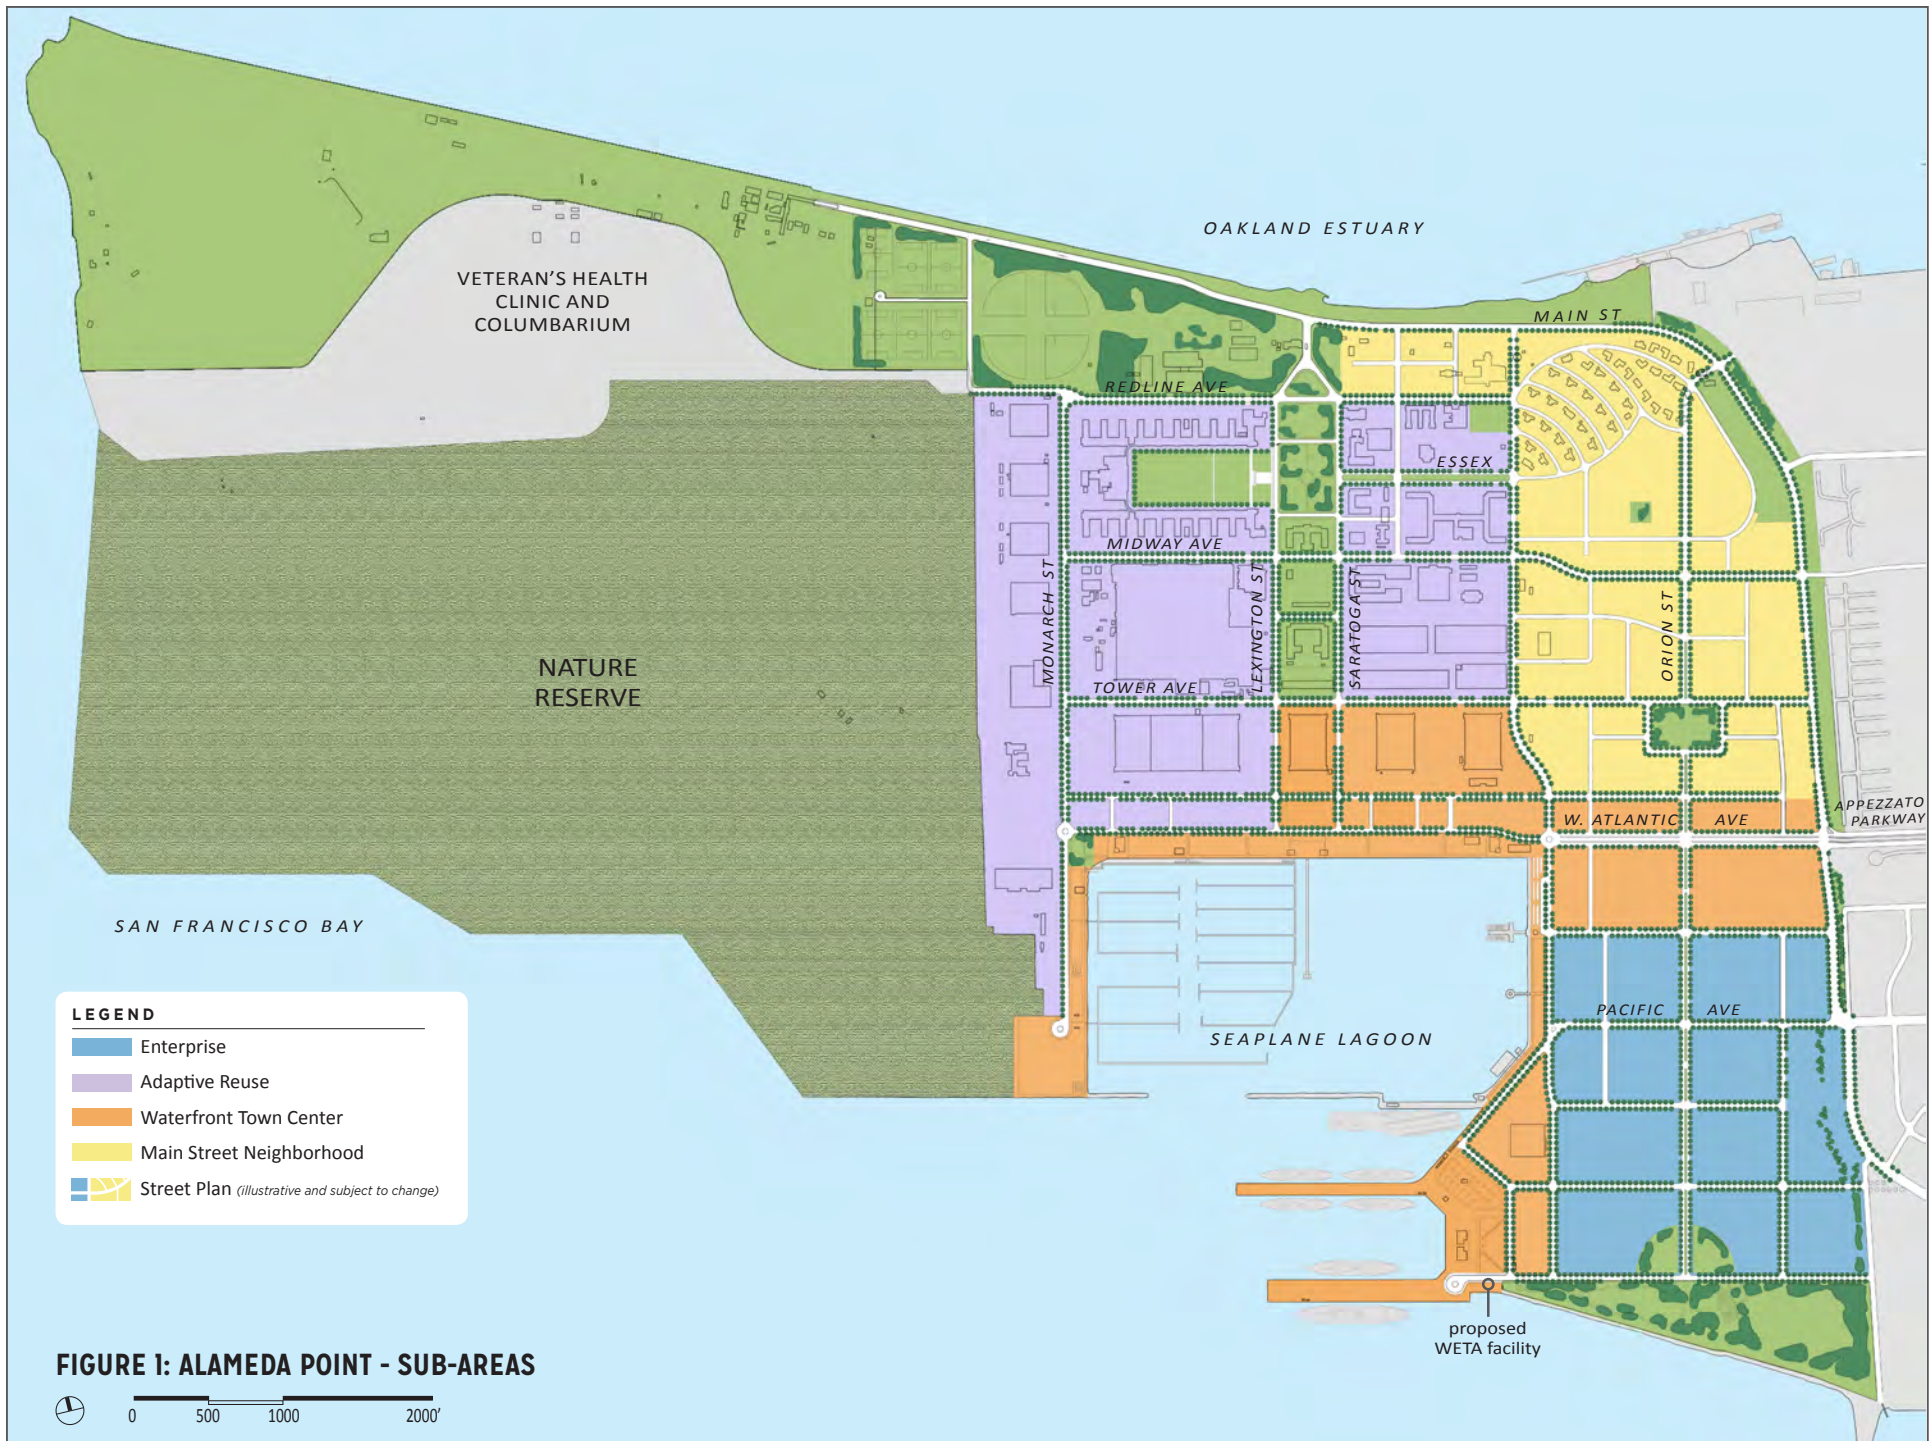 OAKLAND ESTUARY
VETERAN'S HEALTH
CLINIC AND
COLUMBARIUM
MAIN ST
REDLINE AVE
ESSEX
MIDWAY AVE
MONARCH ST
LEXINGTON ST
SARATOGA ST
ORION ST
NATURE
RESERVE
TOWER AVE
APPEZZATO
PARKWAY
W. ATLANTIC AVE
SAN FRANCISCO BAY
PACIFIC AVE
SEAPLANE LAGOON
LEGEND
Enterprise
Adaptive Reuse
Waterfront Town Center
Main Street Neighborhood
Street Plan (illustrative and subject to change)
proposed
WETA facility
FIGURE 1: ALAMEDA POINT - SUB-AREAS
0 500 1000 2000'